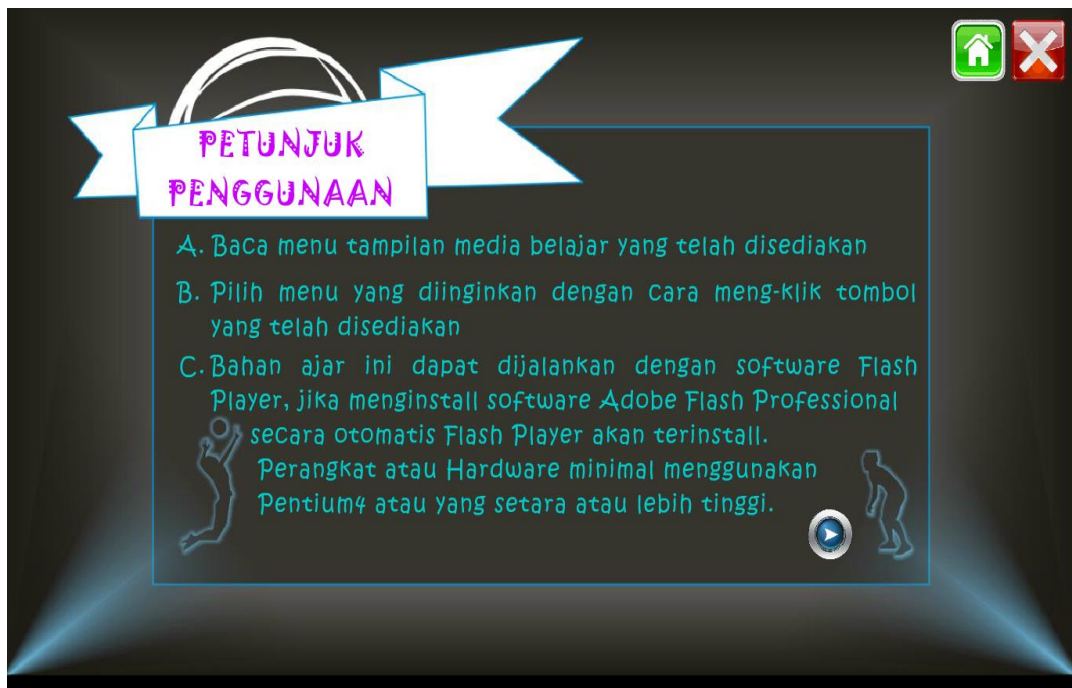 PETUNJUK
PENGGUNAAN
A. Baca menu tampilan media belajar yang telah disediakan
B. Pilih menu yang diinginkan dengan cara meng-klik tombol
yang telah disediakan
C. Bahan ajar ini dapat dijalankan dengan software Flash
Player, jika menginstall software Adobe Flash Professional
secara otomatis Flash Player akan terinstall.
Perangkat atau Hardware minimal menggunakan
Pentium4 atau yang setara atau lebih tinggi.